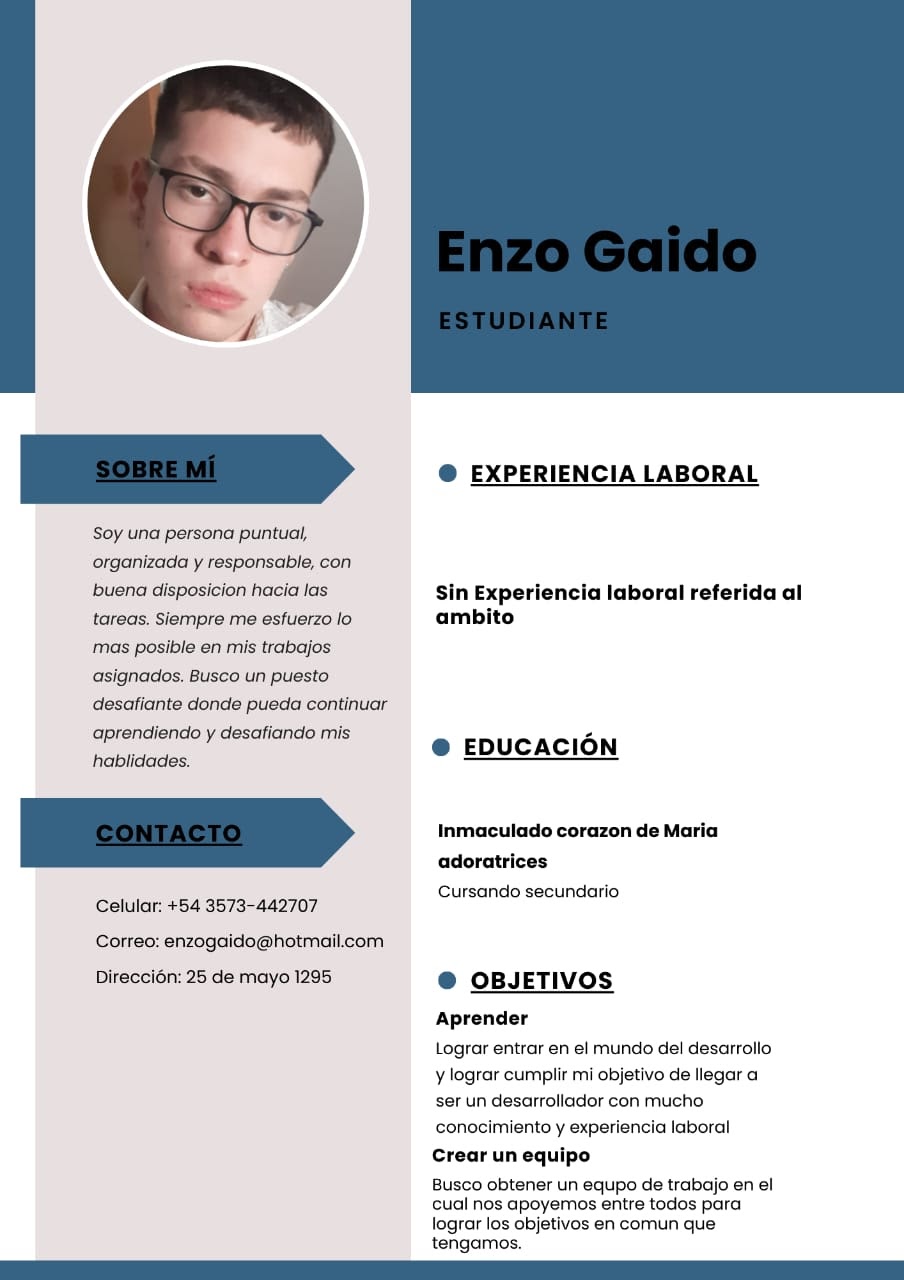 Enzo Gaido
ESTUDIANTE
SOBRE MÍ
Soy una persona puntual,
organizada y responsable, con
buena disposicion hacia las
tareas. Siempre me esfuerzo lo
mas posible en mis trabajos
asignados. Busco un puesto
desafiante donde pueda continuar
aprendiendo y desafiando mis
hablidades.
CONTACTO
Celular: +54 3573-442707
Correo: enzogaido@hotmail.com
Dirección: 25 de mayo 1295
EXPERIENCIA LABORAL
Sin Experiencia laboral referida al
ambito
EDUCACIÓN
Inmaculado corazon de Maria
adoratrices
Cursando secundario
OBJETIVOS
Aprender
Lograr entrar en el mundo del desarrollo
y lograr cumplir mi objetivo de llegar a
ser un desarrollador con mucho
conocimiento y experiencia laboral
Crear un equipo
Busco obtener un equpo de trabajo en el
cual nos apoyemos entre todos para
lograr los objetivos en comun que
tengamos.